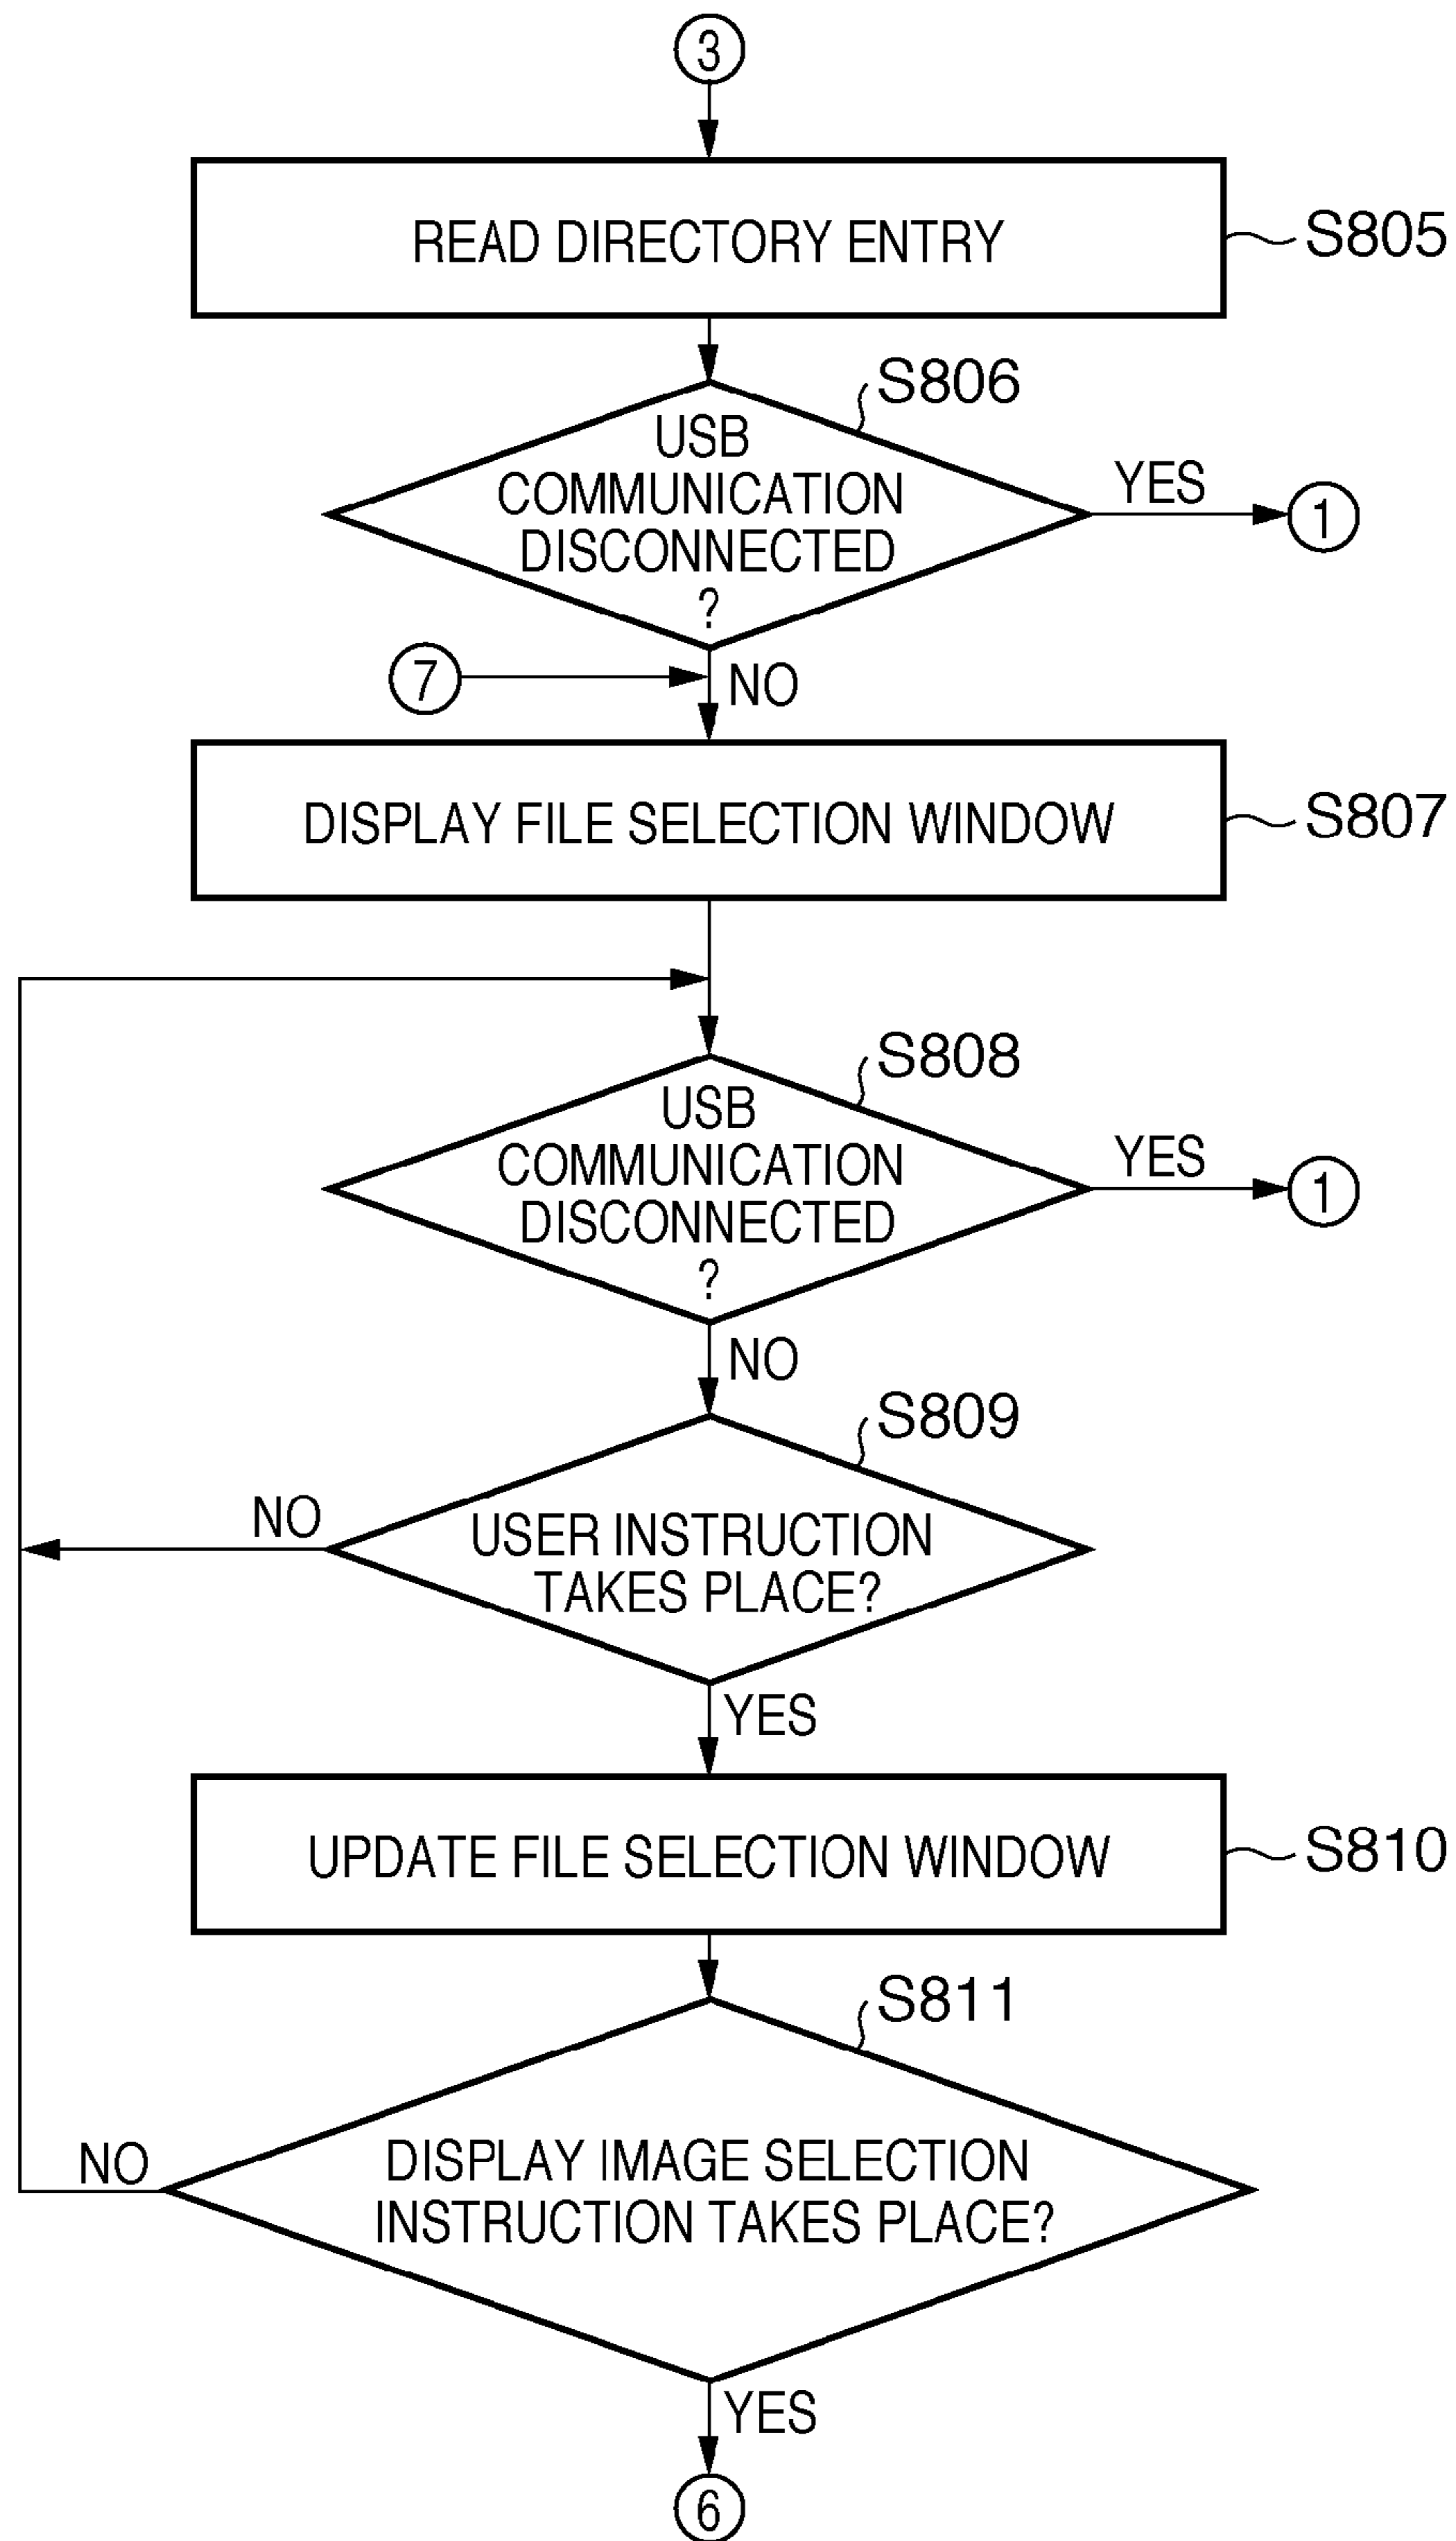 3
READ DIRECTORY ENTRY
S805
S806
USB
COMMUNICATION
DISCONNECTED
?
YES
1
7
NO
DISPLAY FILE SELECTION WINDOW
S807
S808
USB
COMMUNICATION
DISCONNECTED
?
YES
1
NO
S809
NO
USER INSTRUCTION
TAKES PLACE?
YES
UPDATE FILE SELECTION WINDOW
S810
S811
NO
DISPLAY IMAGE SELECTION
INSTRUCTION TAKES PLACE?
YES
6